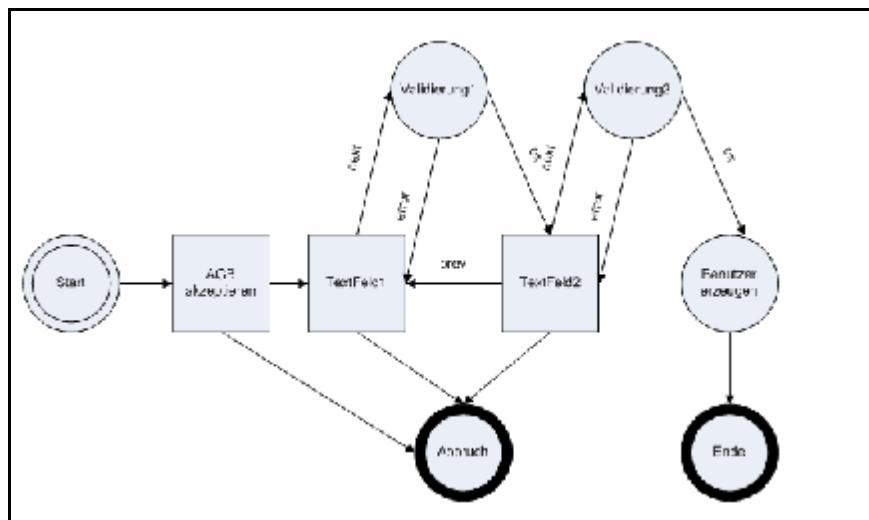 Validierung1
Validierung2
next
error
ok
next
error
ok
Start
AGB
akzeptieren
TextFeld1
prev
TextFeld2
Benutzer
erzeugen
Abbruch
Ende